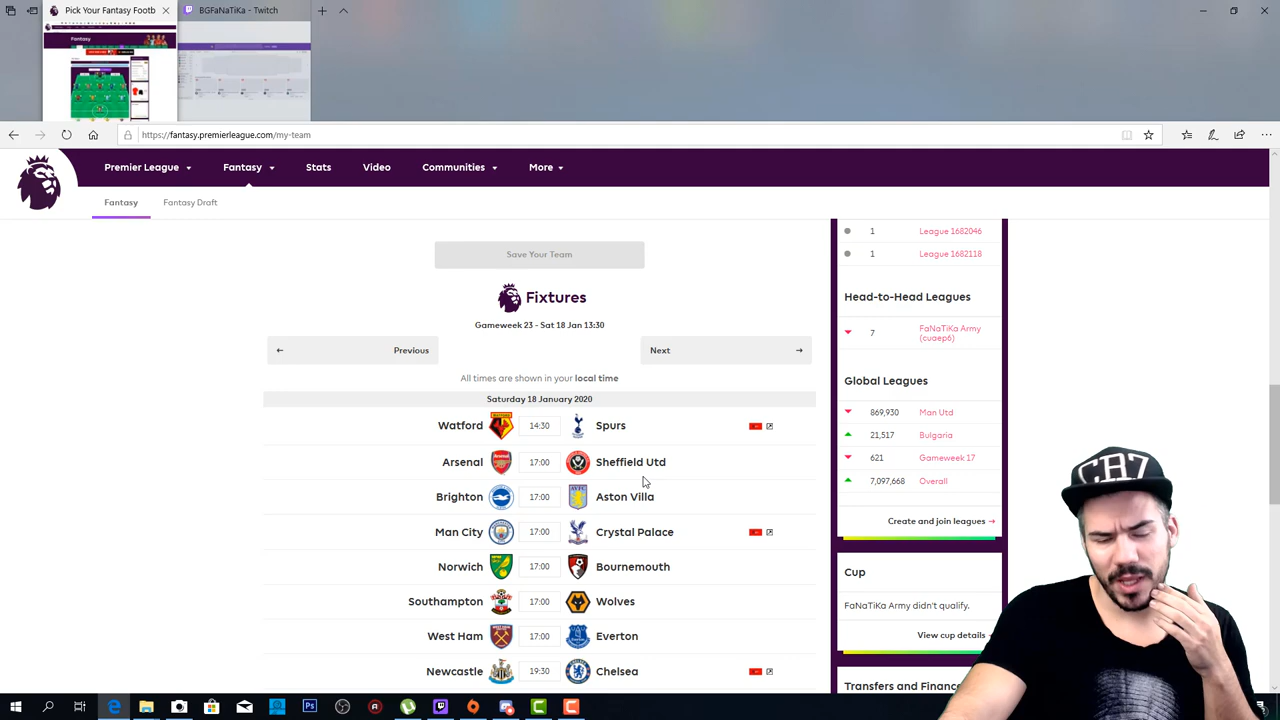 Pick Your Fantasy Footb
BGFaNaTiKa - Twitch
Fantasy
https://fantasy.premierleague.com/my-team
Premier League
Fantasy
Stats
Video
Communities
More
Fantasy
Fantasy Draft
Save Your Team
Fixtures
Gameweek 23 - Sat 18 Jan 13:30
← Previous
Next →
All times are shown in your local time
Saturday 18 January 2020
Watford 14:30 Spurs
Arsenal 17:00 Sheffield Utd
Brighton 17:00 Aston Villa
Man City 17:00 Crystal Palace
Norwich 17:00 Bournemouth
Southampton 17:00 Wolves
West Ham 17:00 Everton
Newcastle 19:30 Chelsea
1 League 1682046
1 League 1682118
Head-to-Head Leagues
7 FaNaTiKa Army
(cuaep6)
Global Leagues
869,930 Man Utd
21,517 Bulgaria
621 Gameweek 17
7,097,668 Overall
Create and join leagues →
Cup
FaNaTiKa Army didn't qualify.
View cup details
Transfers and Finance
CH7